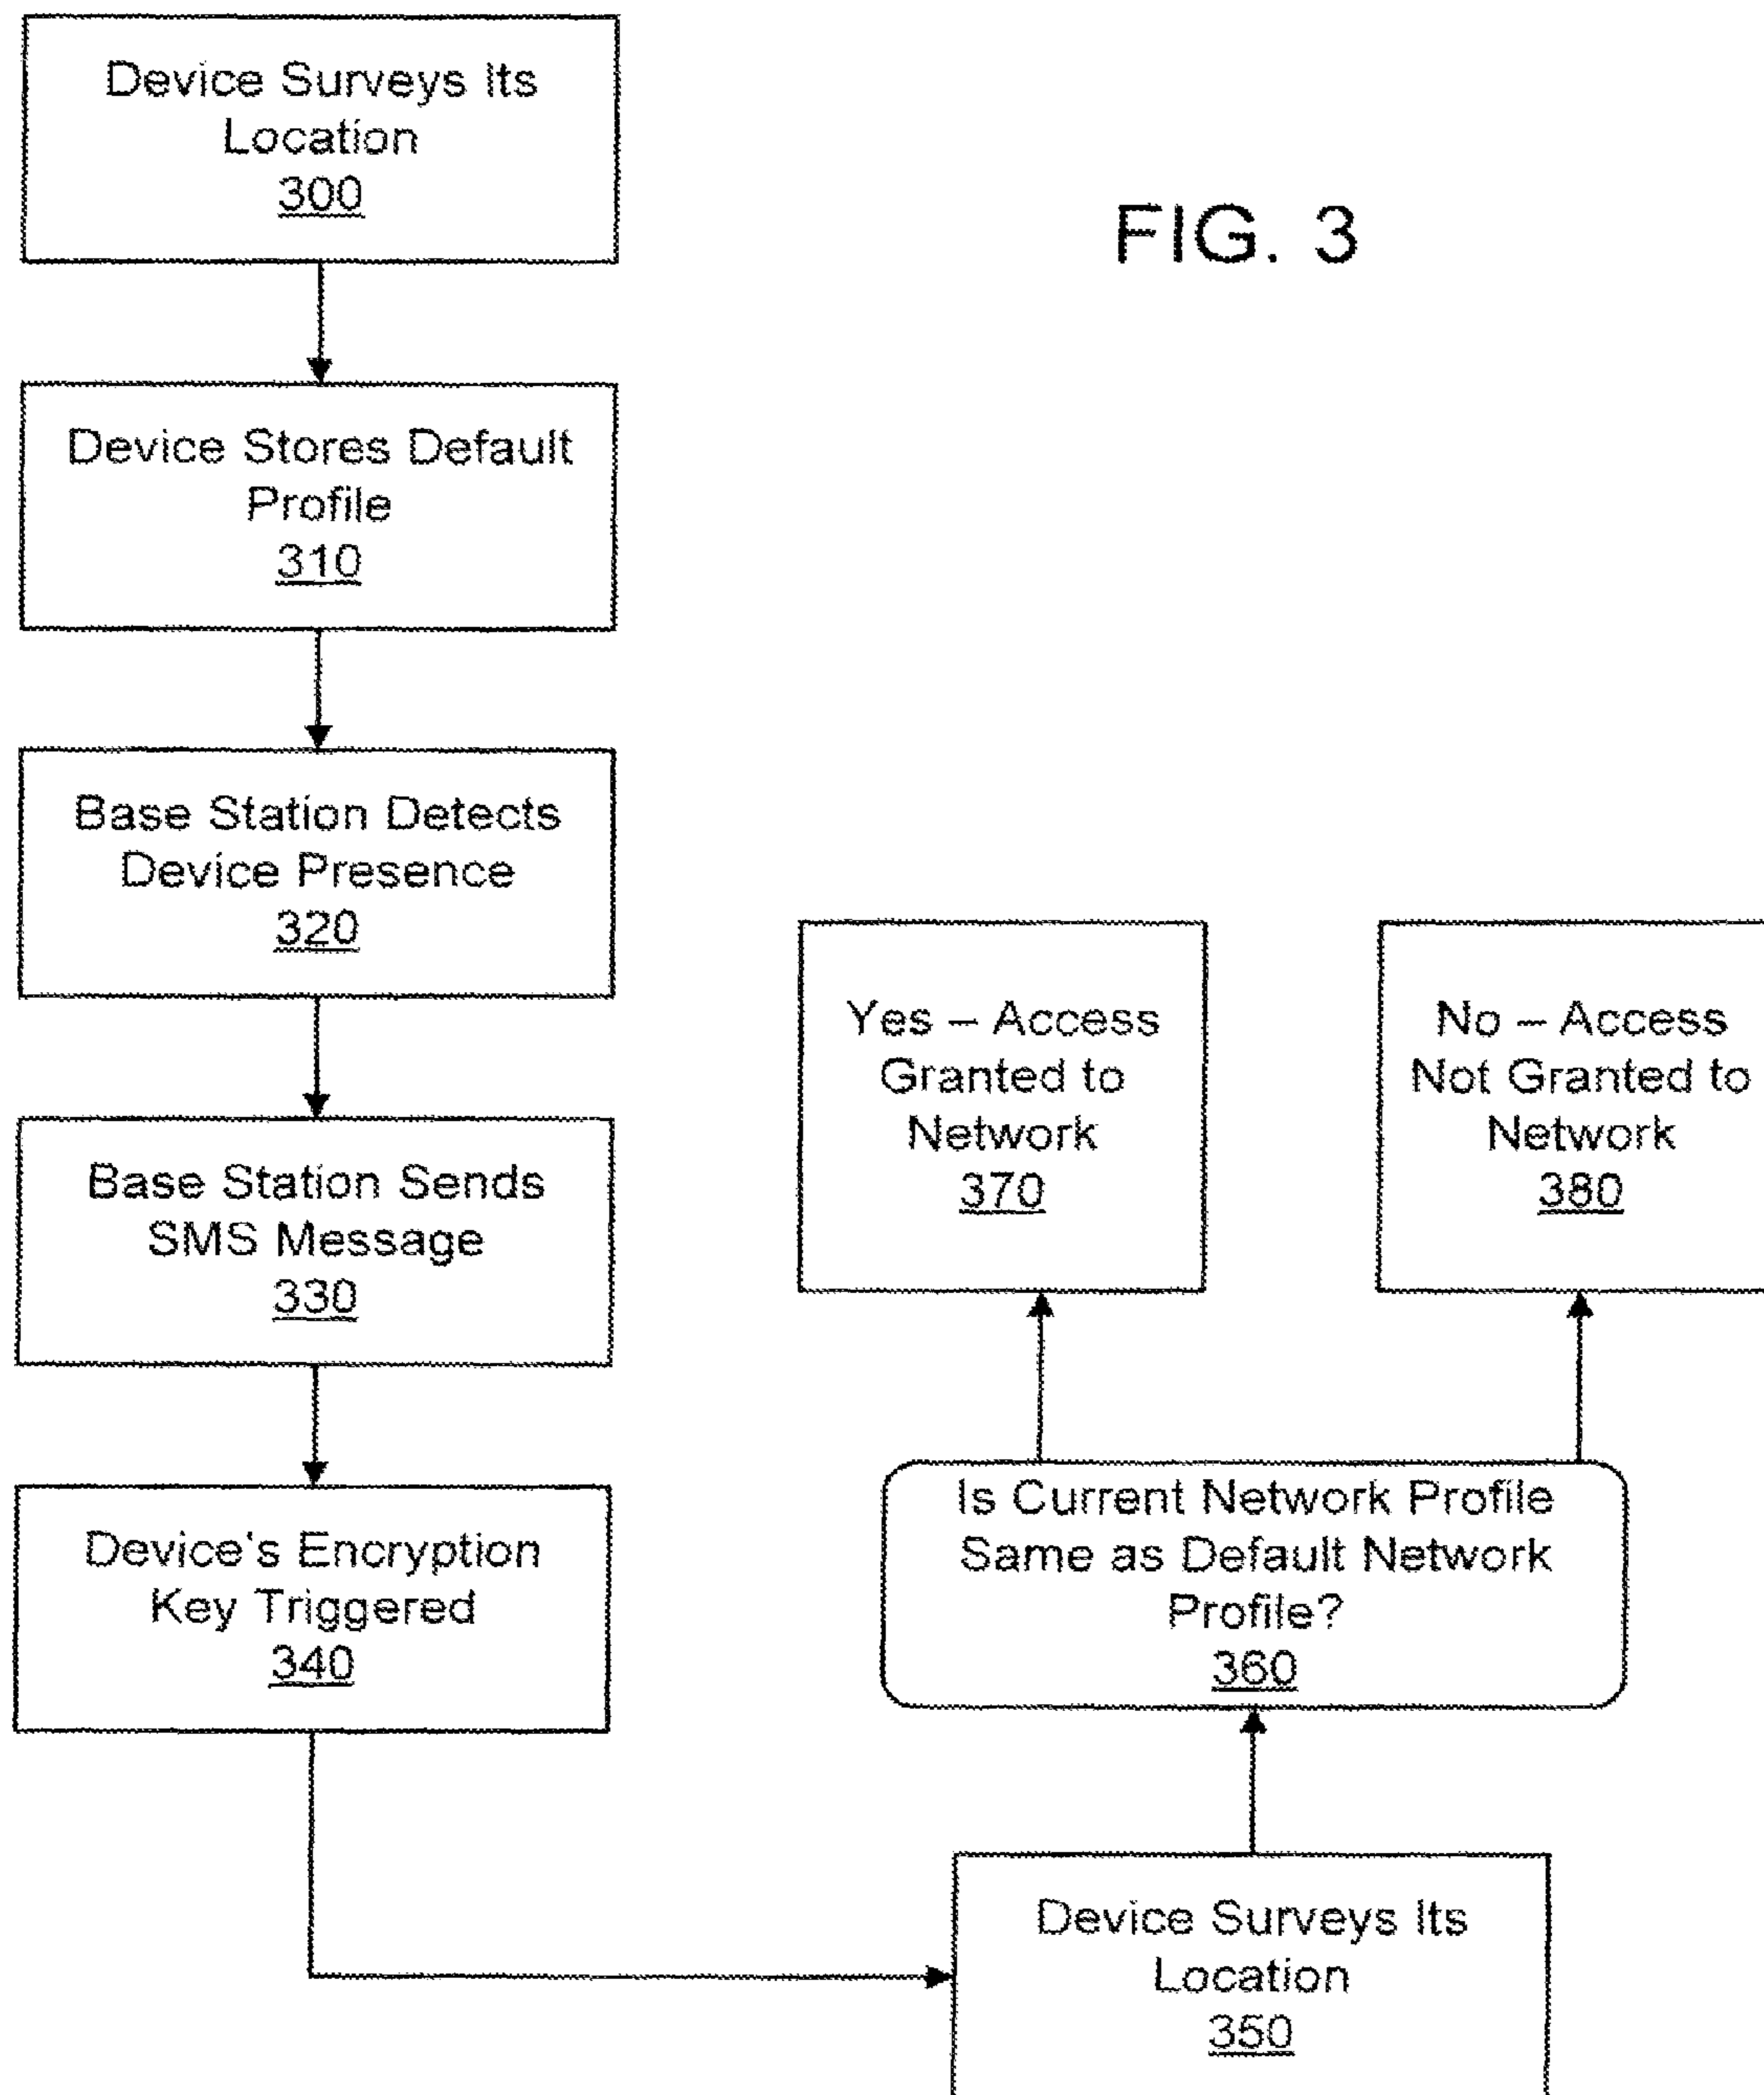 Device Surveys Its
Location
300
FIG. 3
Device Stores Default
Profile
310
Base Station Detects
Device Presence
320
Base Station Sends
SMS Message
330
Device's Encryption
Key Triggered
340
Device Surveys Its
Location
350
Is Current Network Profile
Same as Default Network
Profile?
360
Yes – Access
Granted to
Network
370
No – Access
Not Granted to
Network
380